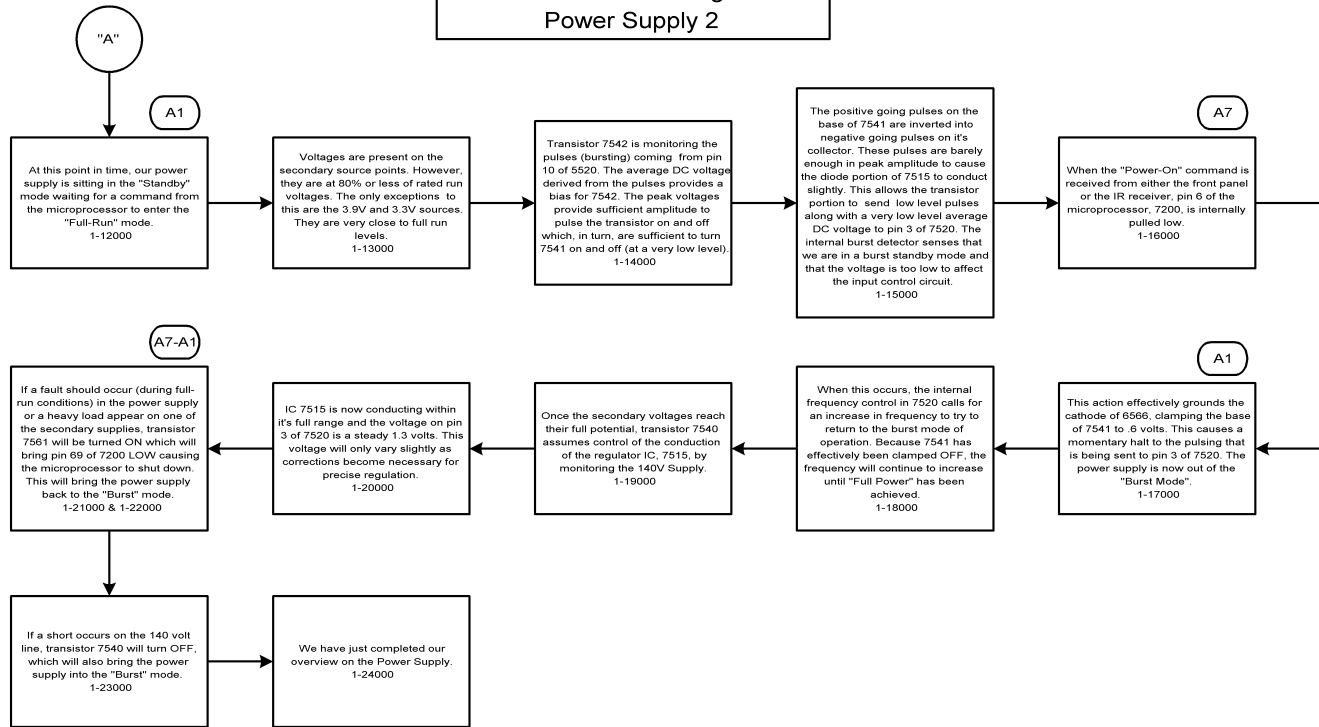 Power Supply 2
"A"
A1
At this point in time, our power
supply is sitting in the "Standby"
mode waiting for a command from
the microprocessor to enter the
"Full-Run" mode.
1-12000
Voltages are present on the
secondary source points. However,
they are at 80% or less of rated run
voltages. The only exceptions to
this are the 3.9V and 3.3V sources.
They are very close to full run
levels.
1-13000
Transistor 7542 is monitoring the
pulses (bursting) coming from pin
10 of 5520. The average DC voltage
derived from the pulses provides a
bias for 7542. The peak voltages
provide sufficient amplitude to
pulse the transistor on and off
which, in turn, are sufficient to turn
7541 on and off (at a very low level).
1-14000
The positive going pulses on the
base of 7541 are inverted into
negative going pulses on it's
collector. These pulses are barely
enough in peak amplitude to cause
the diode portion of 7515 to conduct
slightly. This allows the transistor
portion to send low level pulses
along with a very low level average
DC voltage to pin 3 of 7520. The
internal burst detector senses that
we are in a burst standby mode and
that the voltage is too low to affect
the input control circuit.
1-15000
A7
When the "Power-On" command is
received from either the front panel
or the IR receiver, pin 6 of the
microprocessor, 7200, is internally
pulled low.
1-16000
A1
This action effectively grounds the
cathode of 6566, clamping the base
of 7541 to .6 volts. This causes a
momentary halt to the pulsing that
is being sent to pin 3 of 7520. The
power supply is now out of the
"Burst Mode".
1-17000
When this occurs, the internal
frequency control in 7520 calls for
an increase in frequency to try to
return to the burst mode of
operation. Because 7541 has
effectively been clamped OFF, the
frequency will continue to increase
until "Full Power" has been
achieved.
1-18000
Once the secondary voltages reach
their full potential, transistor 7540
assumes control of the conduction
of the regulator IC, 7515, by
monitoring the 140V Supply.
1-19000
IC 7515 is now conducting within
it's full range and the voltage on pin
3 of 7520 is a steady 1.3 volts. This
voltage will only vary slightly as
corrections become necessary for
precise regulation.
1-20000
A7-A1
If a fault should occur (during full-
run conditions) in the power supply
or a heavy load appear on one of
the secondary supplies, transistor
7561 will be turned ON which will
bring pin 69 of 7200 LOW causing
the microprocessor to shut down.
This will bring the power supply
back to the "Burst" mode.
1-21000 & 1-22000
If a short occurs on the 140 volt
line, transistor 7540 will turn OFF,
which will also bring the power
supply into the "Burst" mode.
1-23000
We have just completed our
overview on the Power Supply.
1-24000